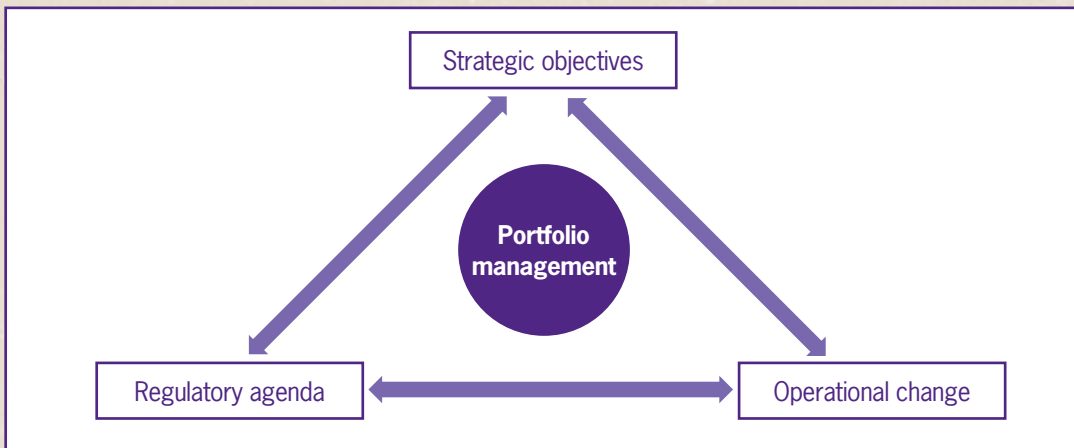 Strategic objectives
Portfolio
management
Regulatory agenda
Operational change